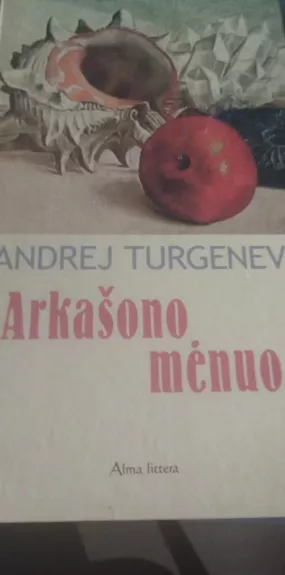 ANDREJ TURGENEV
Arkašono
mėnuo
Alma littera